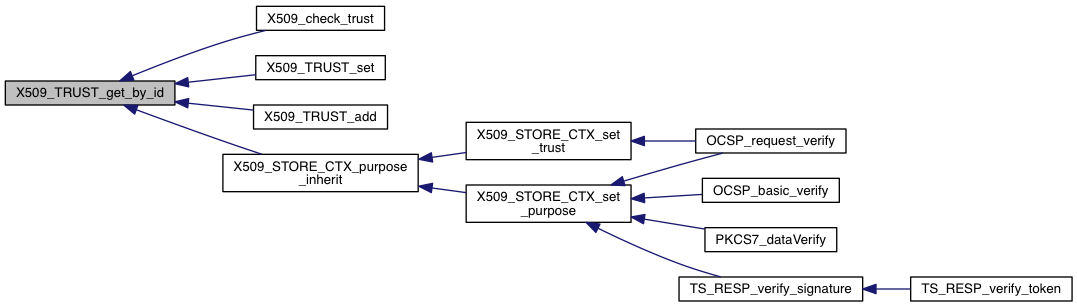 X509_check_trust
X509_TRUST_set
X509_TRUST_get_by_id
X509_TRUST_add
X509_STORE_CTX_set
_trust
OCSP_request_verify
X509_STORE_CTX_purpose
_inherit
X509_STORE_CTX_set
_purpose
OCSP_basic_verify
PKCS7_dataVerify
TS_RESP_verify_signature
TS_RESP_verify_token